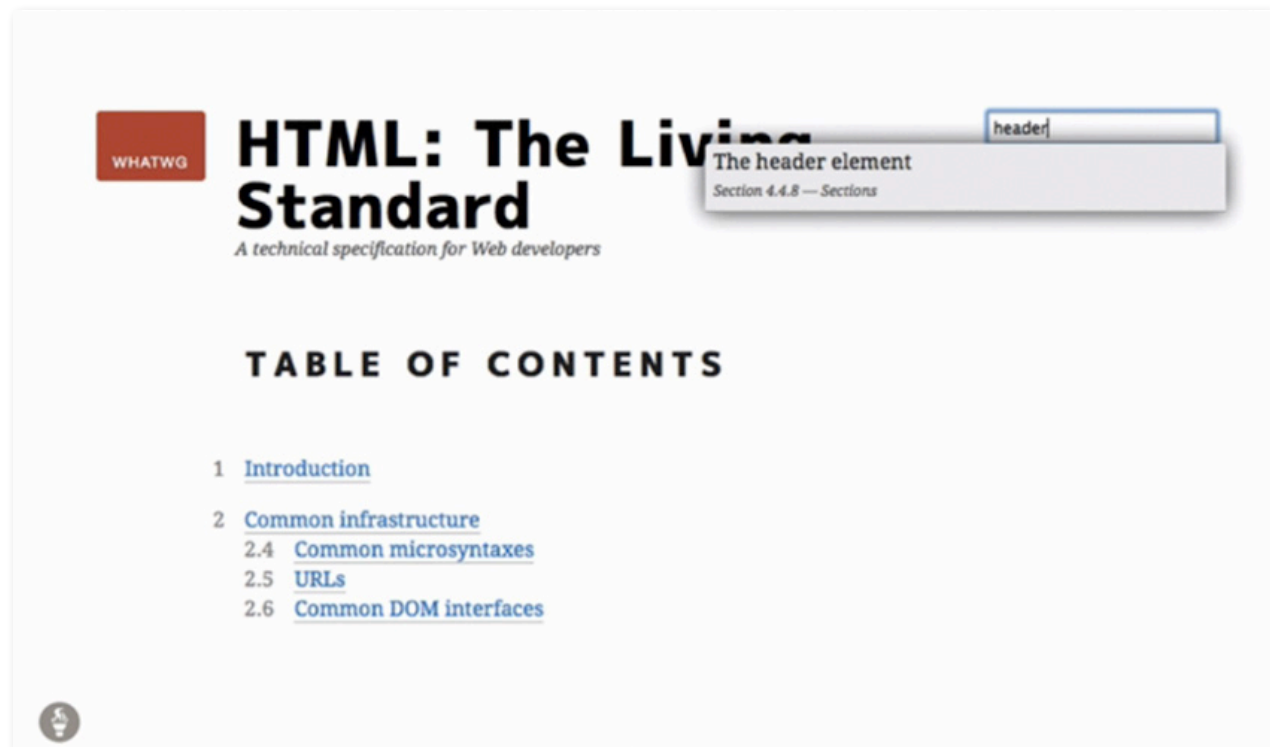 WHATWG
HTML: The Living
Standard
A technical specification for Web developers
header
The header element
Section 4.4.8 — Sections
TABLE OF CONTENTS
1 Introduction
2 Common infrastructure
2.4 Common microsyntaxes
2.5 URLs
2.6 Common DOM interfaces